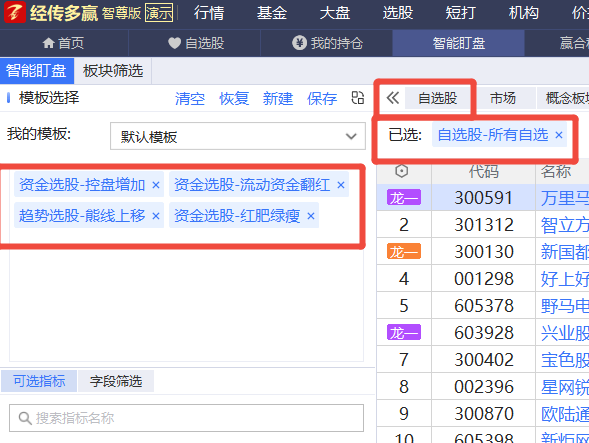 经传多赢 智尊版 演示 行情 基金 大盘 选股 短打 机构
首页 自选股 我的持仓 智能盯盘 赢合
智能盯盘 板块筛选
模板选择 清空 恢复 新建 保存
自选股 市场 概念板
我的模板: 默认模板
已选: 自选股-所有自选 ×
资金选股-控盘增加 × 资金选股-流动资金翻红 ×
趋势选股-熊线上移 × 资金选股-红肥绿瘦 ×
代码 名称
龙一 300591 万里马
2 301312 智立方
龙一 300130 新国都
4 001298 好上好
5 605378 野马电
龙一 603928 兴业股
7 300402 宝色股
8 002396 星网锐
9 300870 欧陆通
10 605398 新炬网
可选指标 字段筛选
搜索指标名称